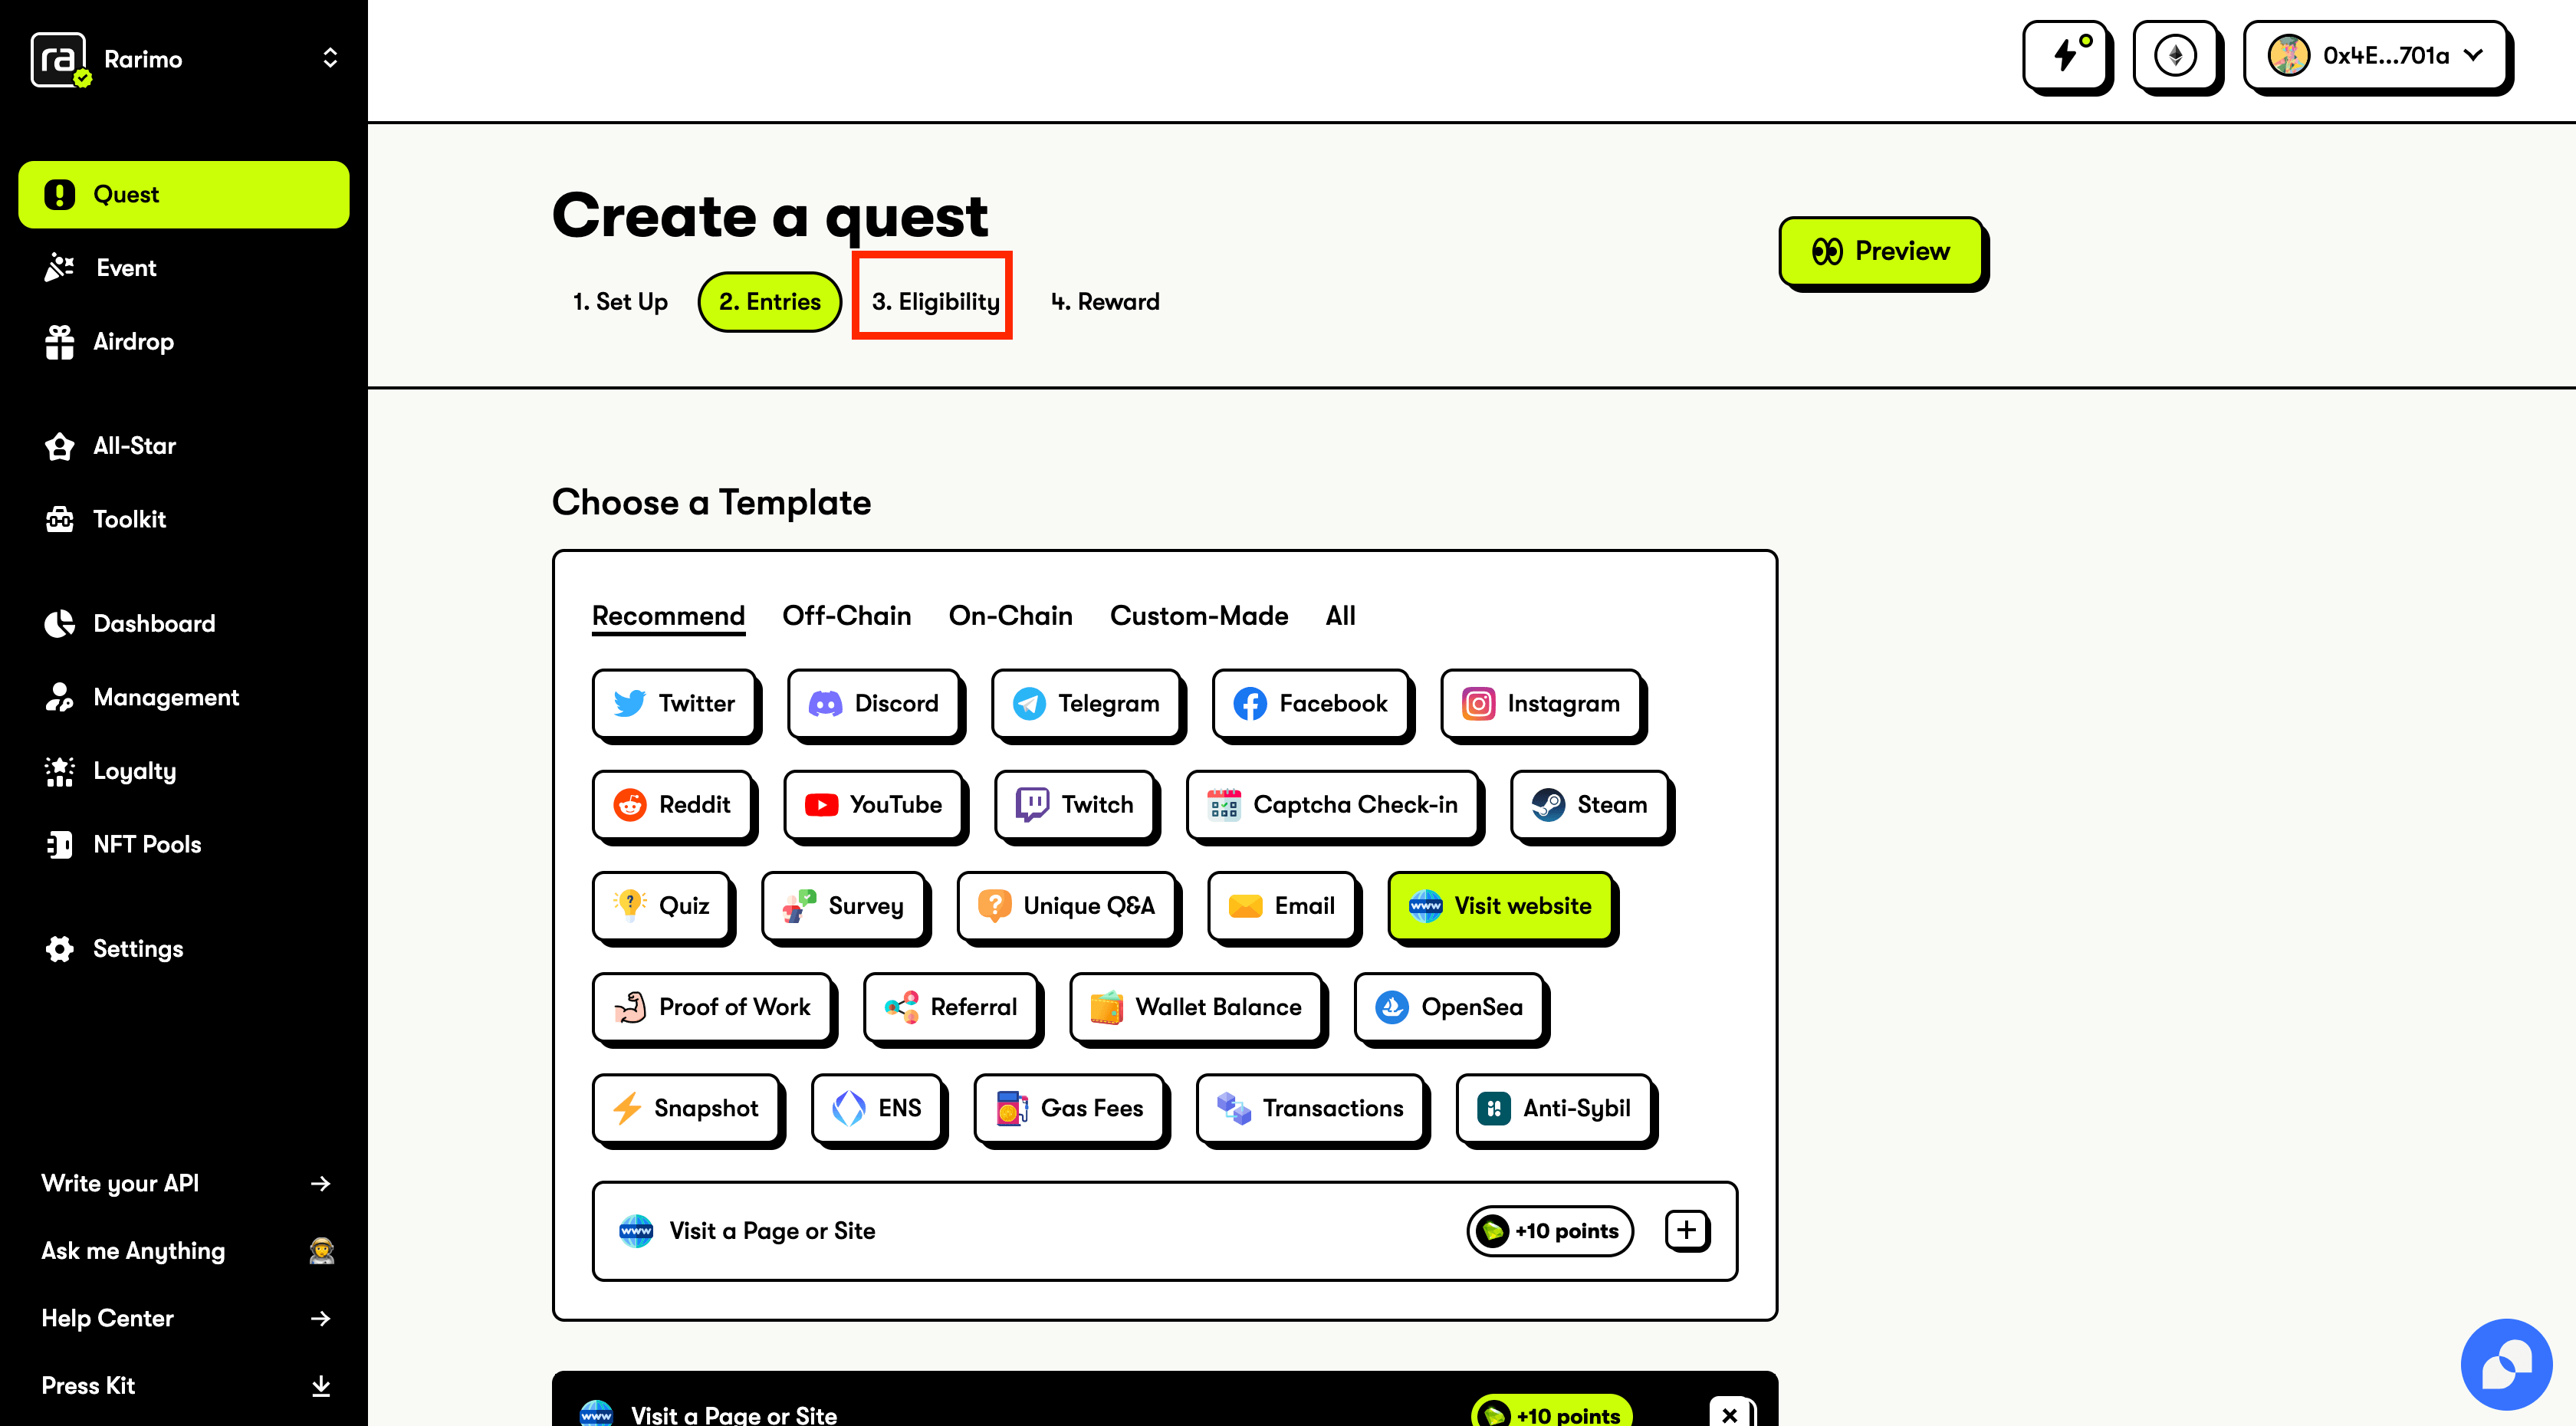 ra Rarimo
0x4E...701a
Quest
Event
Airdrop
All-Star
Toolkit
Dashboard
Management
Loyalty
NFT Pools
Settings
Write your API
Ask me Anything
Help Center
Press Kit
Create a quest
Preview
1. Set Up 2. Entries 3. Eligibility 4. Reward
Choose a Template
Recommend Off-Chain On-Chain Custom-Made All
Twitter Discord Telegram Facebook Instagram
Reddit YouTube Twitch Captcha Check-in Steam
Quiz Survey Unique Q&A Email www Visit website
Proof of Work Referral Wallet Balance OpenSea
Snapshot ENS Gas Fees Transactions Anti-Sybil
www Visit a Page or Site +10 points
www Visit a Page or Site +10 points